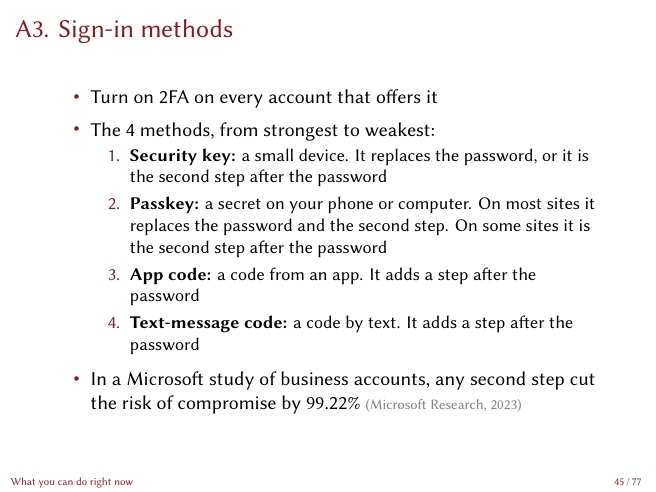 A3. Sign-in methods
• Turn on 2FA on every account that offers it
• The 4 methods, from strongest to weakest:
1. Security key: a small device. It replaces the password, or it is
the second step after the password
2. Passkey: a secret on your phone or computer. On most sites it
replaces the password and the second step. On some sites it is
the second step after the password
3. App code: a code from an app. It adds a step after the
password
4. Text-message code: a code by text. It adds a step after the
password
• In a Microsoft study of business accounts, any second step cut
the risk of compromise by 99.22% (Microsoft Research, 2023)
What you can do right now
45 / 77